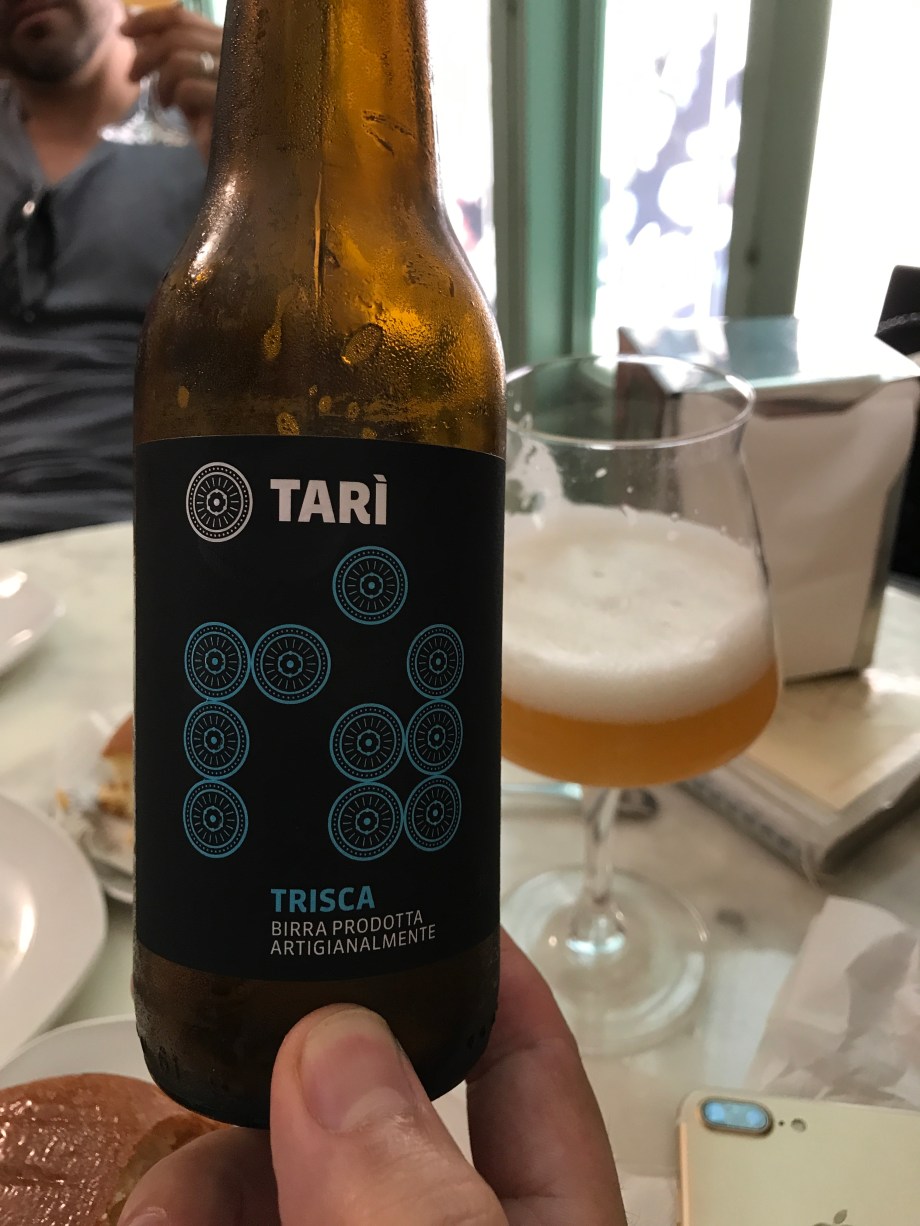 TARÌ
TRISCA
BIRRA PRODOTTA
ARTIGIANALMENTE